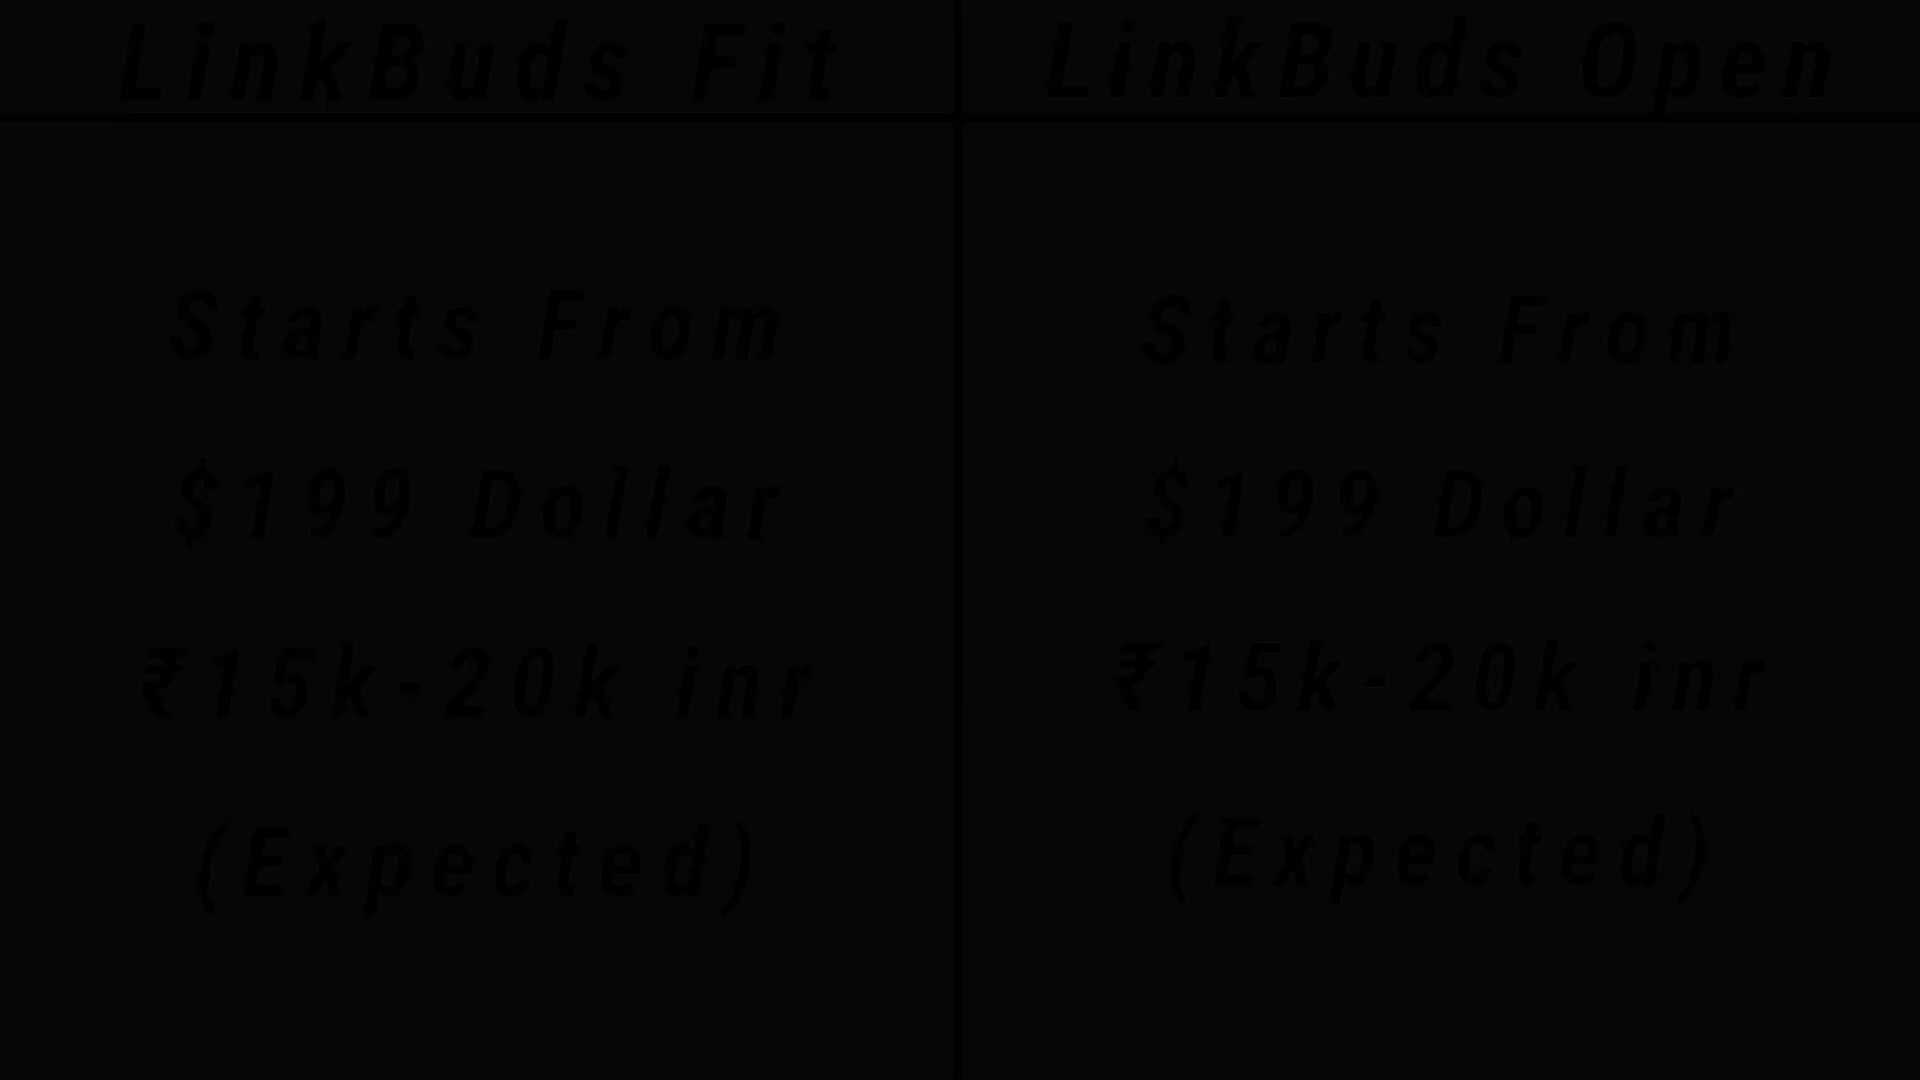 LinkBuds Fit
LinkBuds Open
Starts From
$199 Dollar
₹15k-20k inr
(Expected)
Starts From
$199 Dollar
₹15k-20k inr
(Expected)